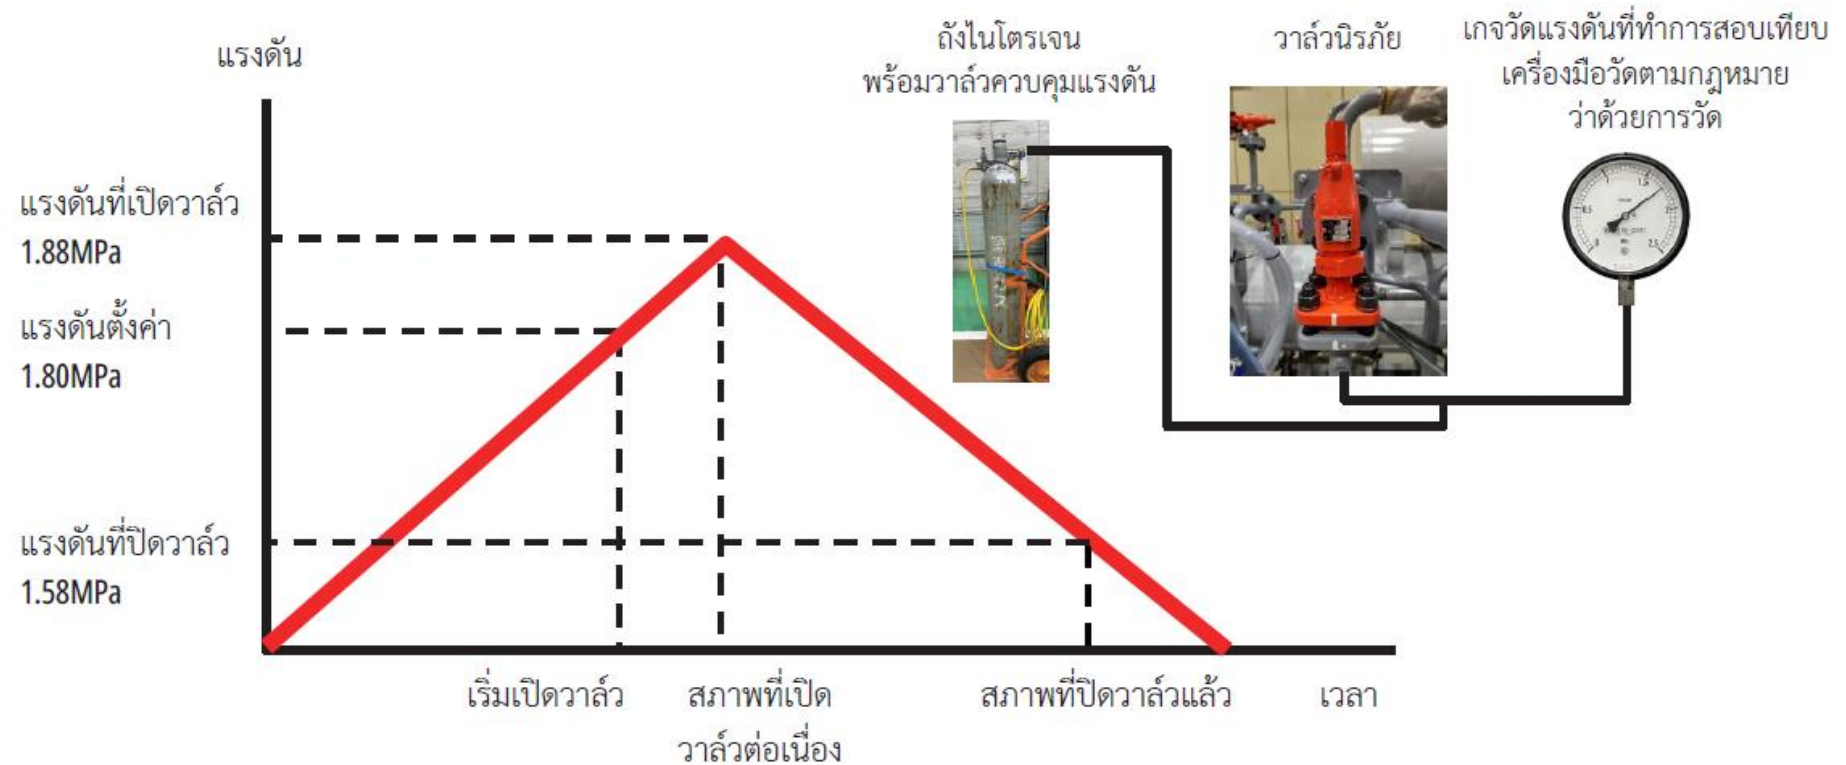 แรงดัน
แรงดันที่เปิดวาล์ว
1.88MPa
แรงดันตั้งค่า
1.80MPa
แรงดันที่ปิดวาล์ว
1.58MPa
เริ่มเปิดวาล์ว
สภาพที่เปิด
วาล์วต่อเนื่อง
สภาพที่ปิดวาล์วแล้ว
เวลา
ถังไนโตรเจน
พร้อมวาล์วควบคุมแรงดัน
วาล์วนิรภัย
เกจวัดแรงดันที่ทำการสอบเทียบ
เครื่องมือวัดตามกฎหมาย
ว่าด้วยการวัด
0
0.5
1
1.5
2
2.5